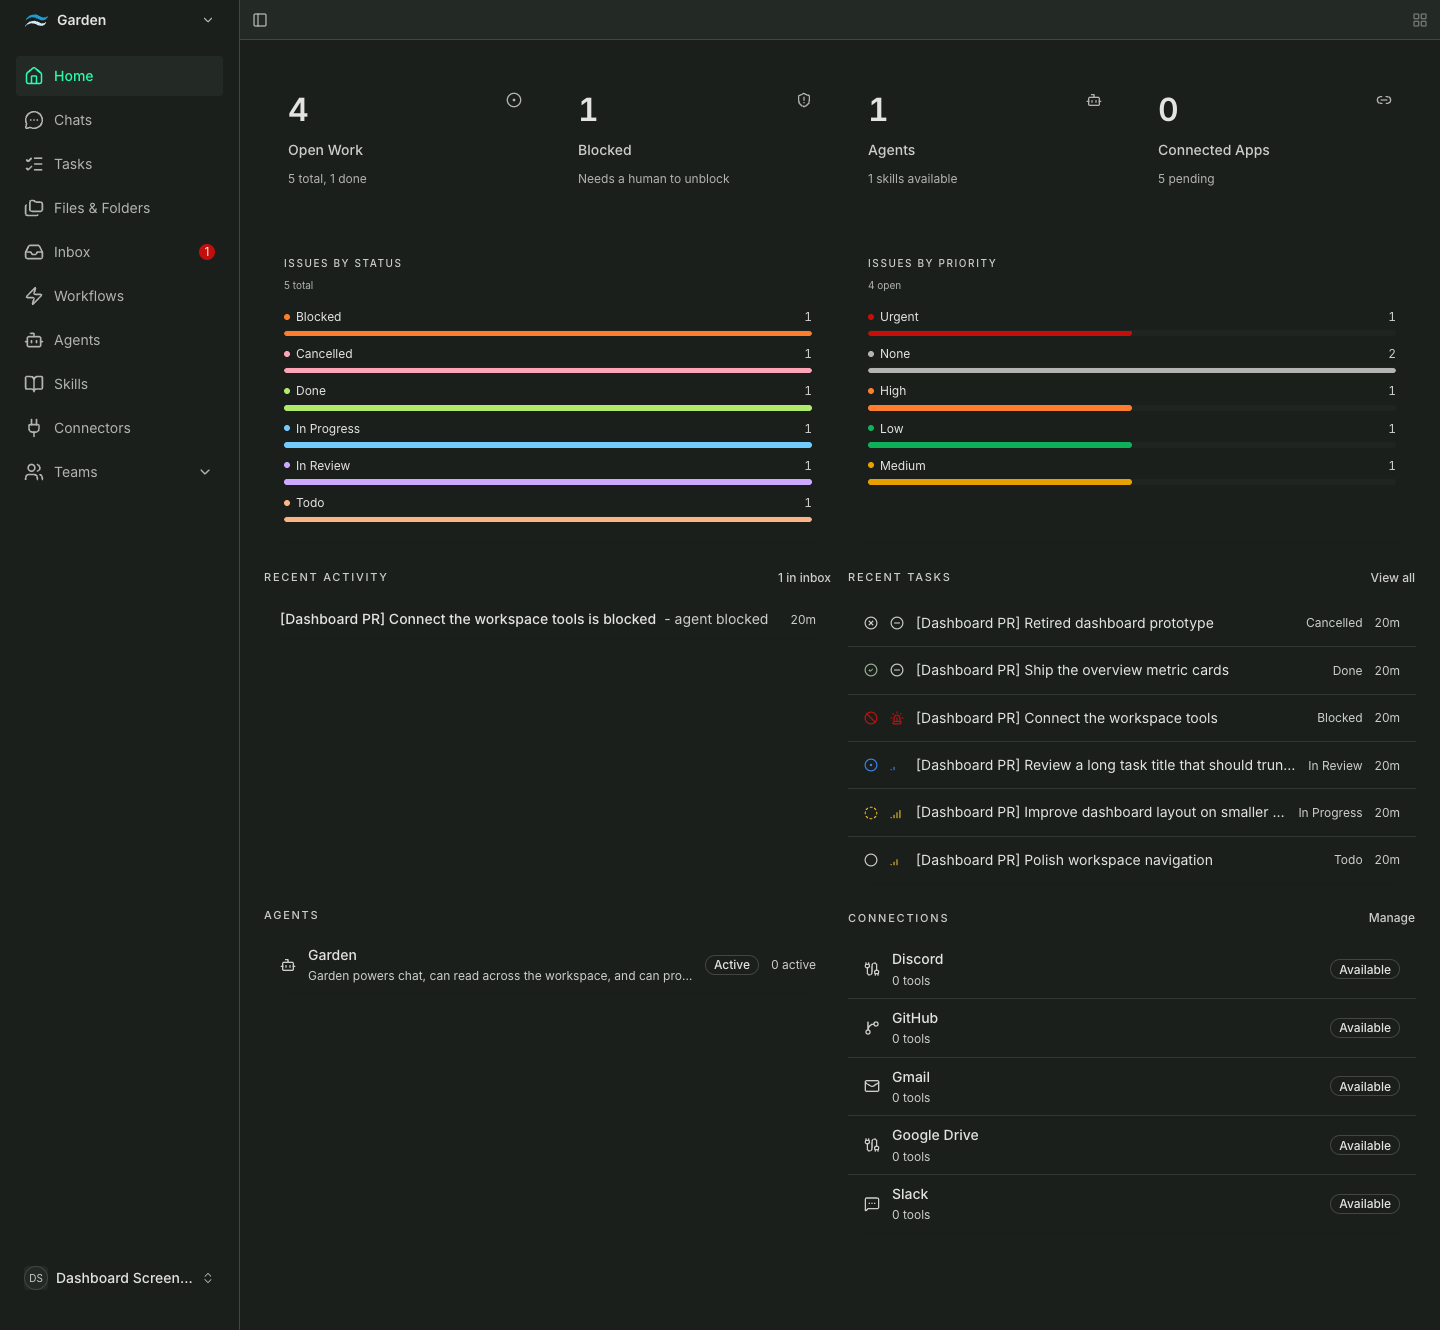 Garden
Home
Chats
Tasks
Files & Folders
Inbox 1
Workflows
Agents
Skills
Connectors
Teams
DS Dashboard Screen...
4
Open Work
5 total, 1 done
1
Blocked
Needs a human to unblock
1
Agents
1 skills available
0
Connected Apps
5 pending
ISSUES BY STATUS
5 total
Blocked 1
Cancelled 1
Done 1
In Progress 1
In Review 1
Todo 1
ISSUES BY PRIORITY
4 open
Urgent 1
None 2
High 1
Low 1
Medium 1
RECENT ACTIVITY 1 in inbox
[Dashboard PR] Connect the workspace tools is blocked - agent blocked 20m
RECENT TASKS View all
[Dashboard PR] Retired dashboard prototype Cancelled 20m
[Dashboard PR] Ship the overview metric cards Done 20m
[Dashboard PR] Connect the workspace tools Blocked 20m
[Dashboard PR] Review a long task title that should trun... In Review 20m
[Dashboard PR] Improve dashboard layout on smaller ... In Progress 20m
[Dashboard PR] Polish workspace navigation Todo 20m
AGENTS
Garden
Garden powers chat, can read across the workspace, and can pro... Active 0 active
CONNECTIONS Manage
Discord
0 tools Available
GitHub
0 tools Available
Gmail
0 tools Available
Google Drive
0 tools Available
Slack
0 tools Available